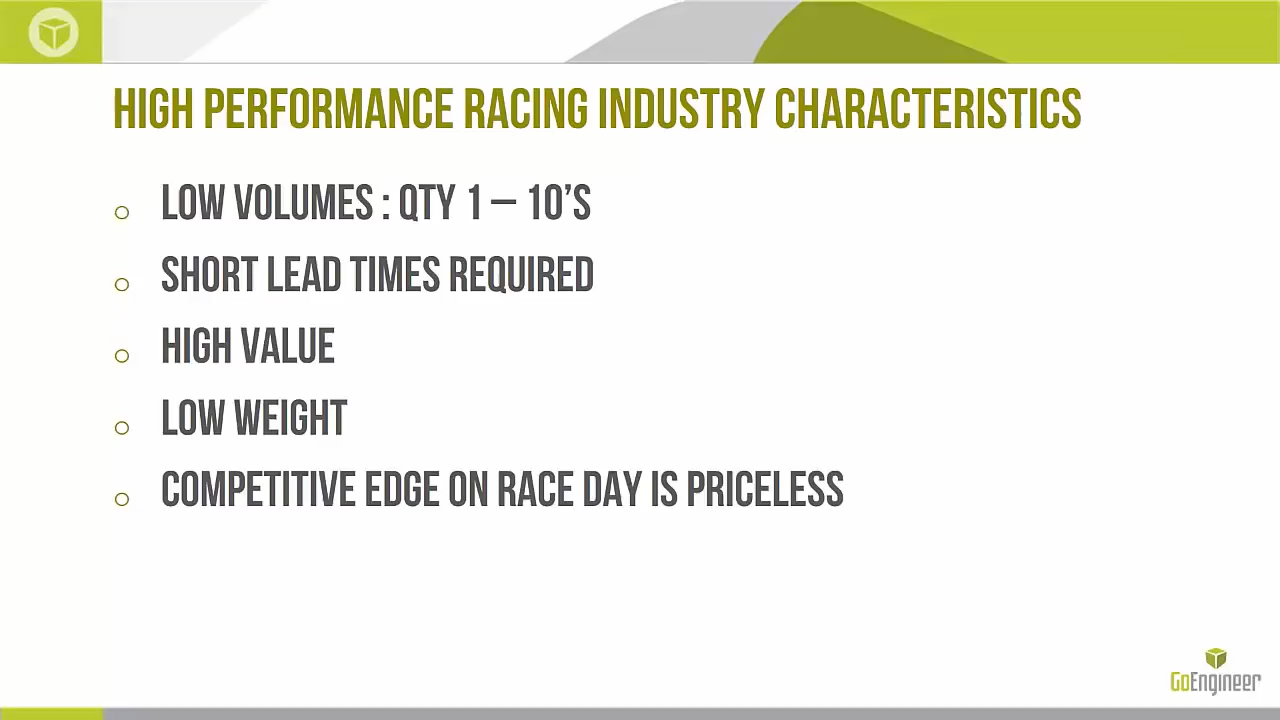 HIGH PERFORMANCE RACING INDUSTRY CHARACTERISTICS
LOW VOLUMES : QTY 1 – 10’S
SHORT LEAD TIMES REQUIRED
HIGH VALUE
LOW WEIGHT
COMPETITIVE EDGE ON RACE DAY IS PRICELESS
GoEngineer